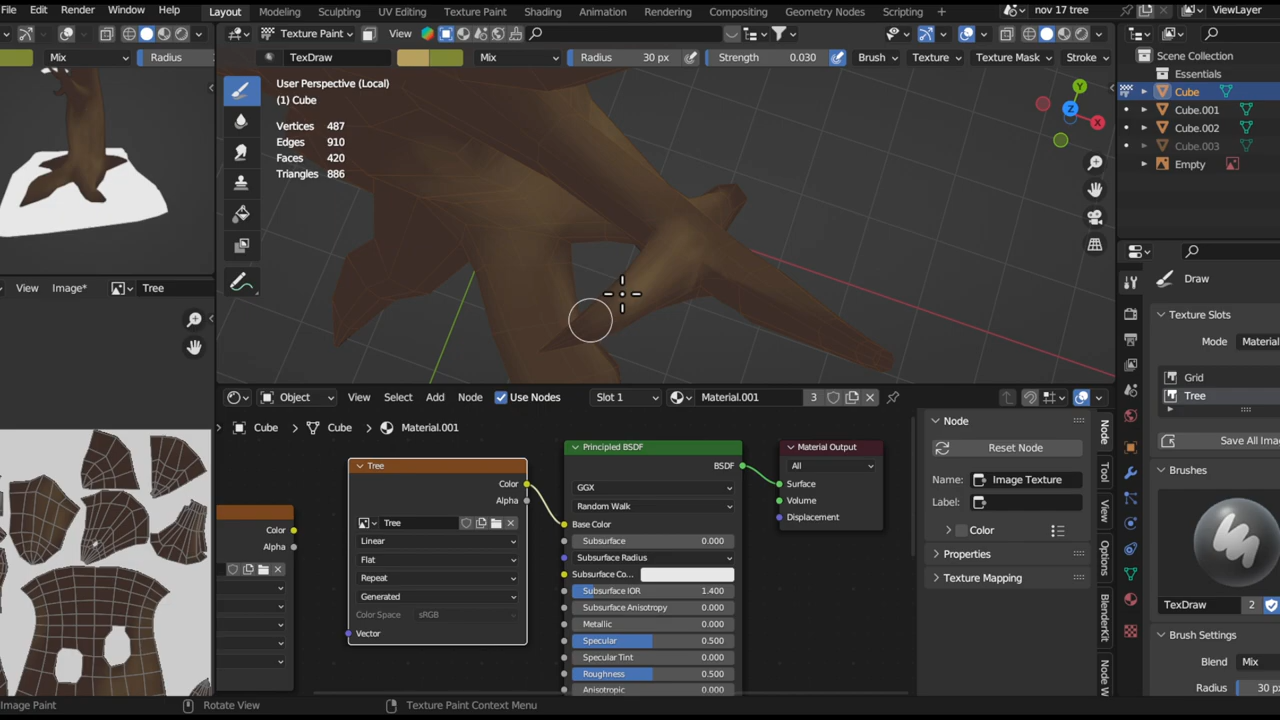 File Edit Render Window Help Layout Modeling Sculpting UV Editing Texture Paint Shading Animation Rendering Compositing Geometry Nodes Scripting nov 17 tree ViewLayer
Texture Paint View Scene Collection
Mix Radius TexDraw Mix Radius 30 px Strength 0.030 Brush Texture Texture Mask Stroke Essentials
User Perspective (Local)
(1) Cube
Vertices 487
Edges 910
Faces 420
Triangles 886
Y
Z
X
Cube
Cube.001
Cube.002
Cube.003
Empty
View Image* Tree
Draw
Texture Slots
Mode Material
Grid
Tree
Save All Ima
Brushes
TexDraw 2
Brush Settings
Blend Mix
Radius 30 px
Object View Select Add Node Use Nodes Slot 1 Material.001 3
Cube Cube Material.001
Color
Alpha
Tree
Color
Alpha
Tree
Linear
Flat
Repeat
Generated
Color Space sRGB
Vector
Principled BSDF
BSDF
GGX
Random Walk
Base Color
Subsurface 0.000
Subsurface Radius
Subsurface Co...
Subsurface IOR 1.400
Subsurface Anisotropy 0.000
Metallic 0.000
Specular 0.500
Specular Tint 0.000
Roughness 0.500
Anisotropic 0.000
Material Output
All
Surface
Volume
Displacement
Node
Reset Node
Name: Image Texture
Label:
Color
Properties
Texture Mapping
Node
Tool
View
Options
BlenderKit
Node W
Image Paint Rotate View Texture Paint Context Menu